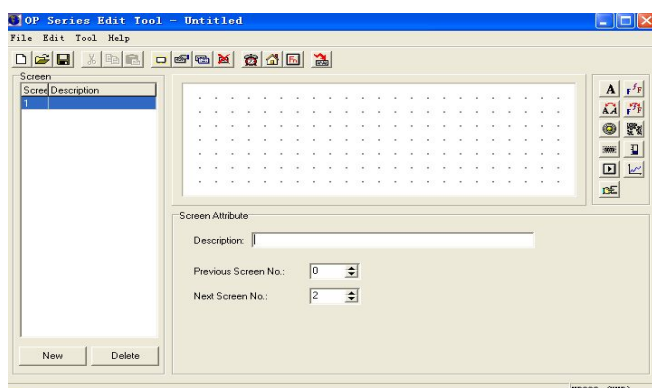 OP Series Edit Tool - Untitled
File Edit Tool Help
Screen
Scree Description
1
A
Screen Attribute
Description:
Previous Screen No.: 0
Next Screen No.: 2
New Delete